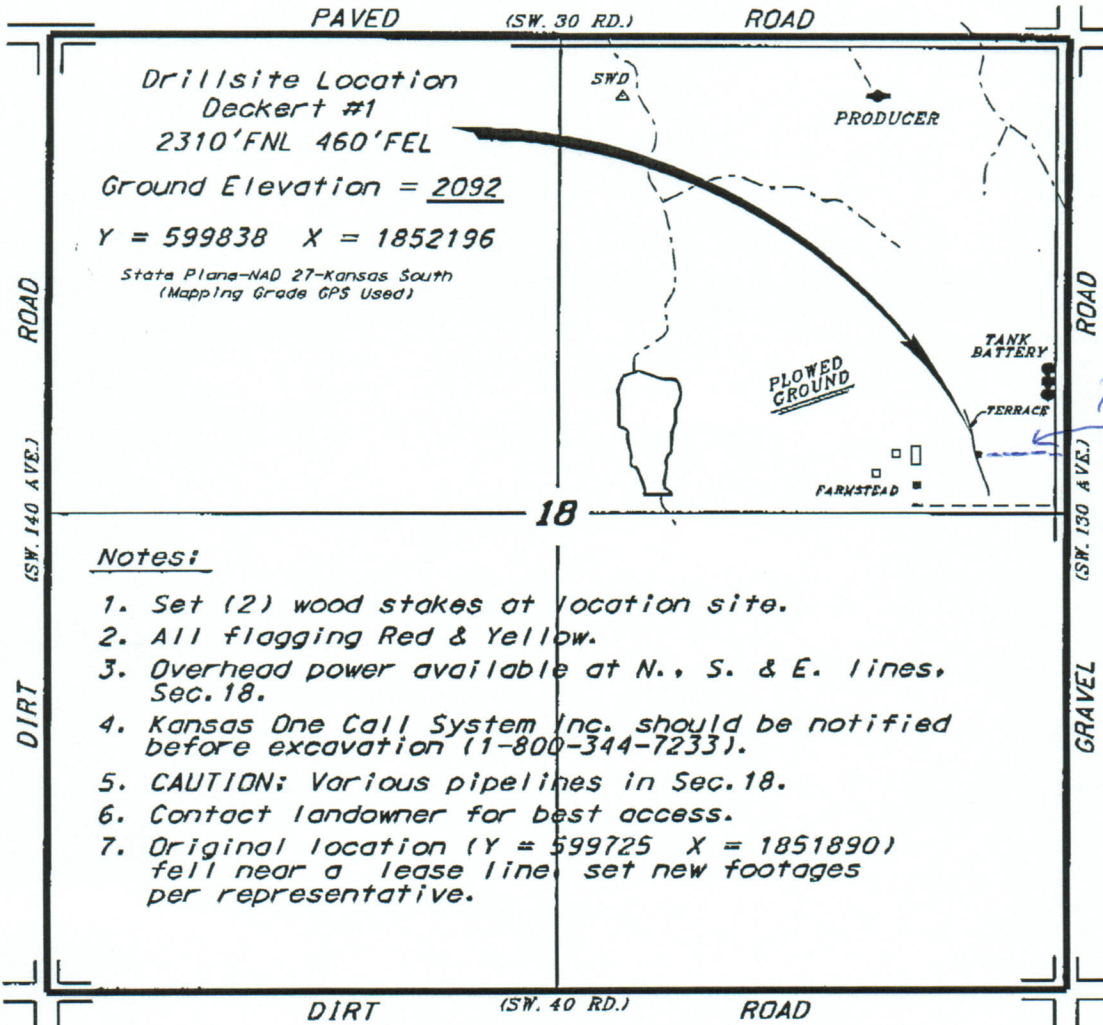 PAVED (SW. 30 RD.) ROAD
Drillsite Location
Deckert #1
2310'FNL 460'FEL
Ground Elevation = 2092
Y = 599838 X = 1852196
State Plane-NAD 27-Kansas South
(Mapping Grade GPS Used)
SWD
PRODUCER
TANK
BATTERY
PLOWED
GROUND
TERRACE
FARMSTEAD
18
DIRT (SW. 140 AVE.) ROAD
GRAVEL (SW. 130 AVE.) ROAD
Notes:
1. Set (2) wood stakes at location site.
2. All flagging Red & Yellow.
3. Overhead power available at N., S. & E. lines,
Sec. 18.
4. Kansas One Call System Inc. should be notified
before excavation (1-800-344-7233).
5. CAUTION: Various pipelines in Sec. 18.
6. Contact landowner for best access.
7. Original location (Y = 599725 X = 1851890)
fell near a lease line, set new footages
per representative.
DIRT (SW. 40 RD.) ROAD